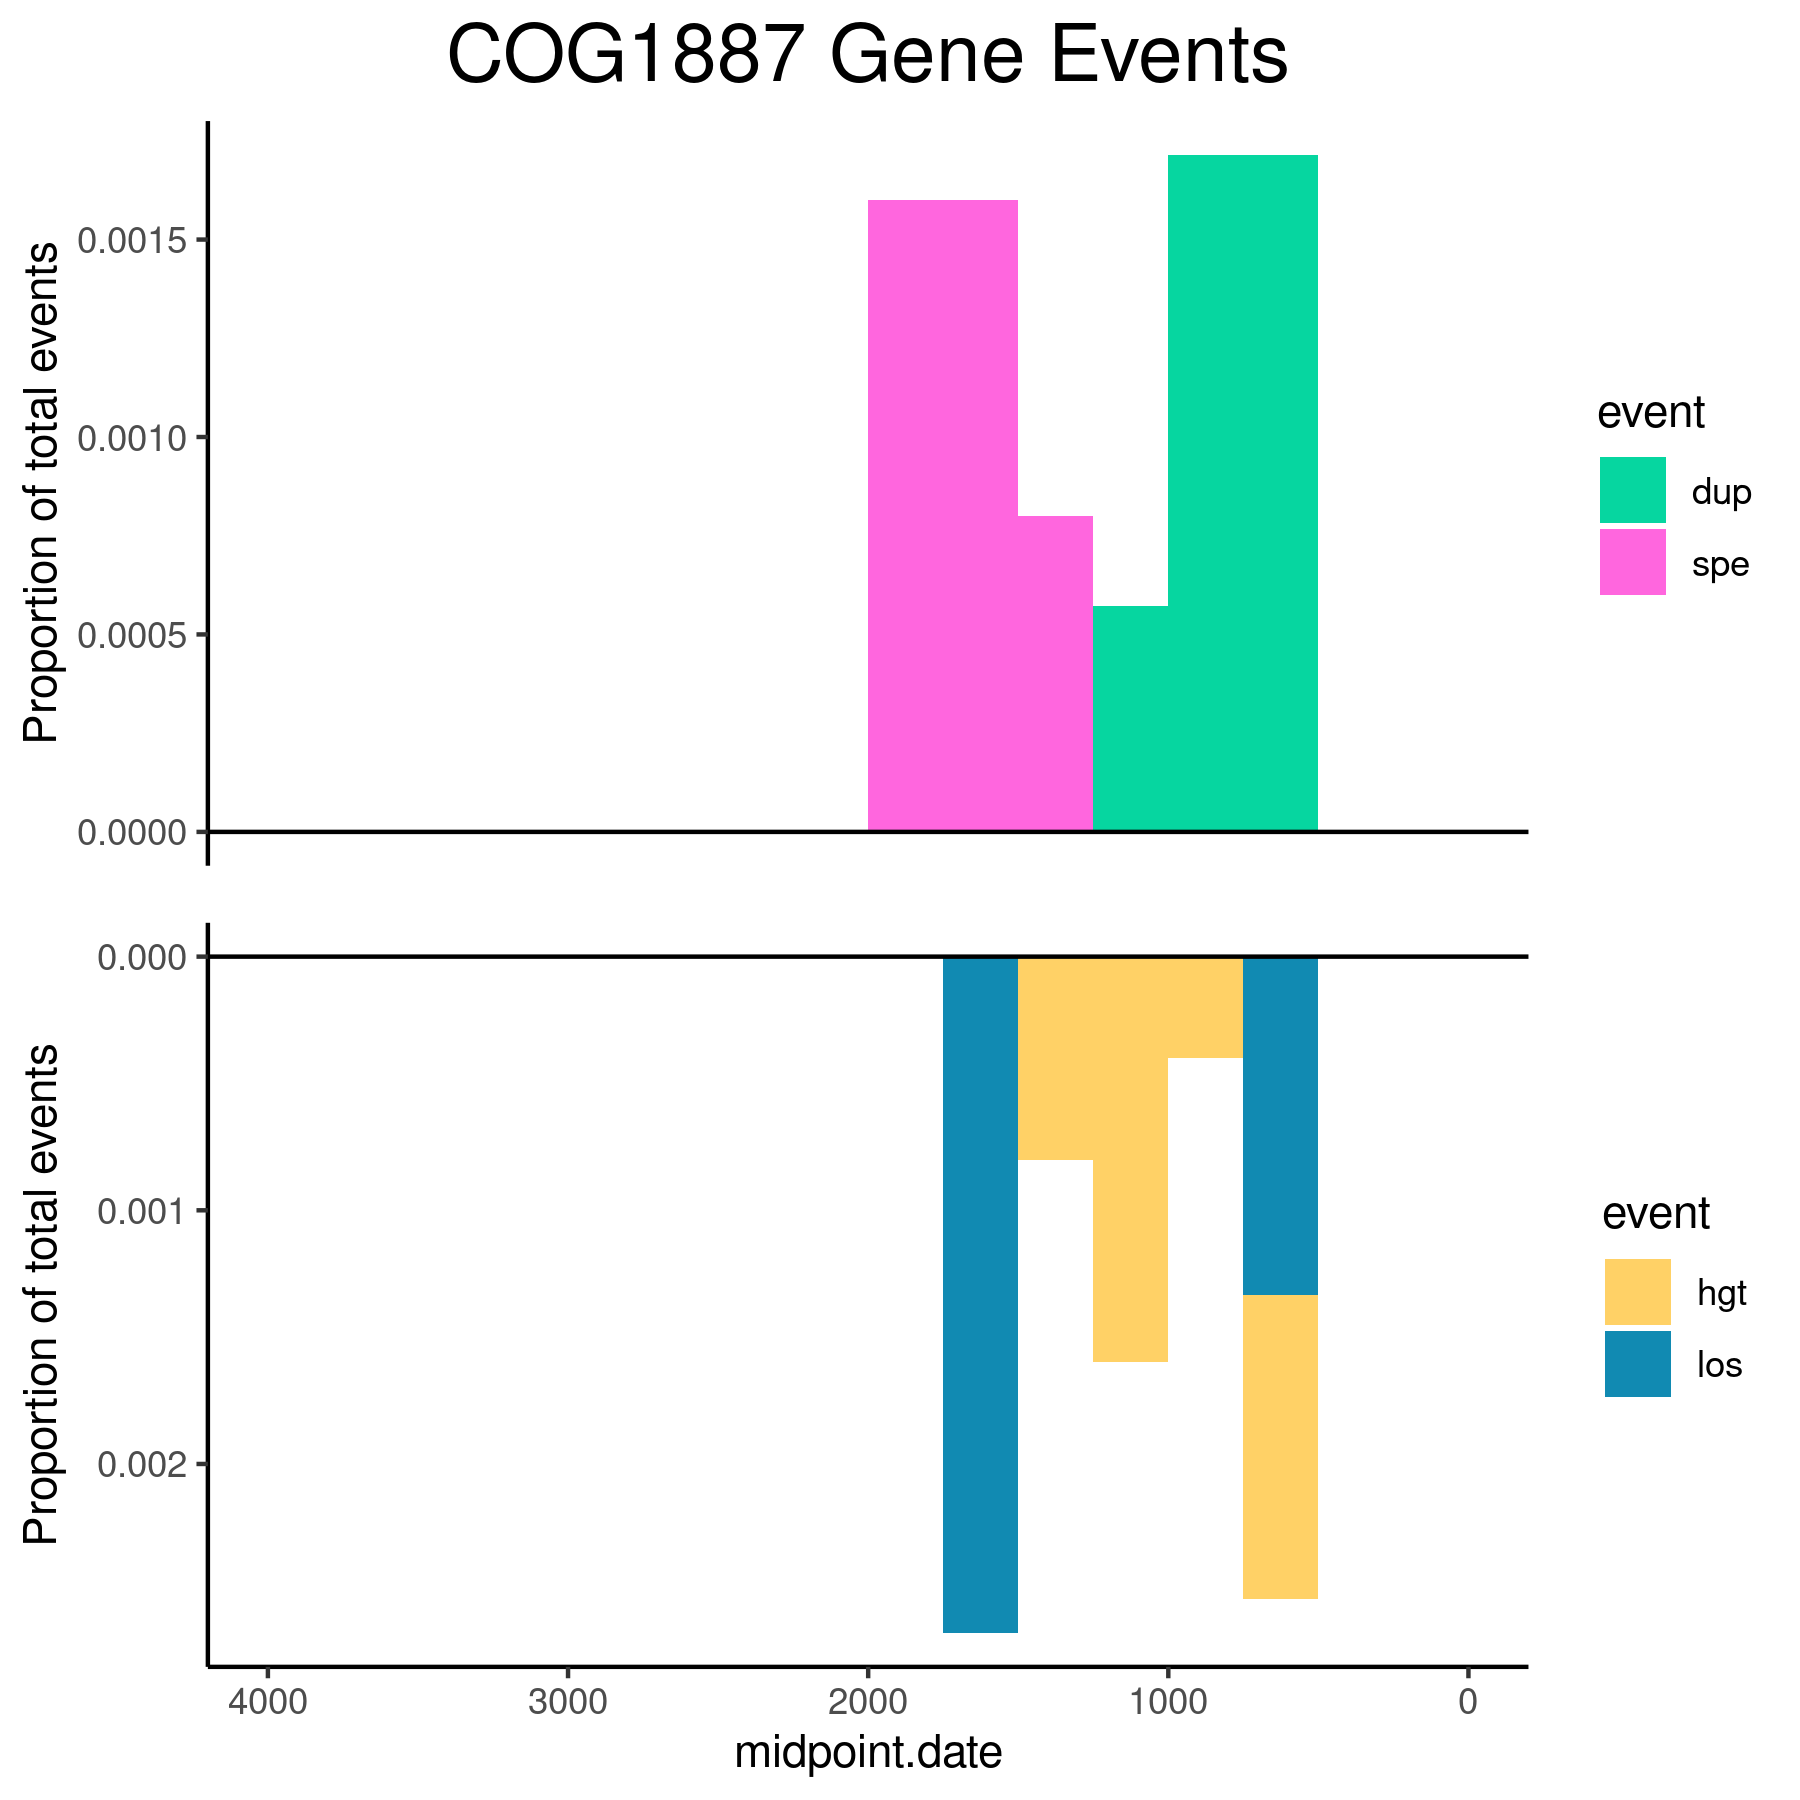 COG1887 Gene Events
Proportion of total events
0.0015
0.0010
0.0005
0.0000
event
dup
spe
Proportion of total events
0.000
0.001
0.002
event
hgt
los
4000 3000 2000 1000 0
midpoint.date